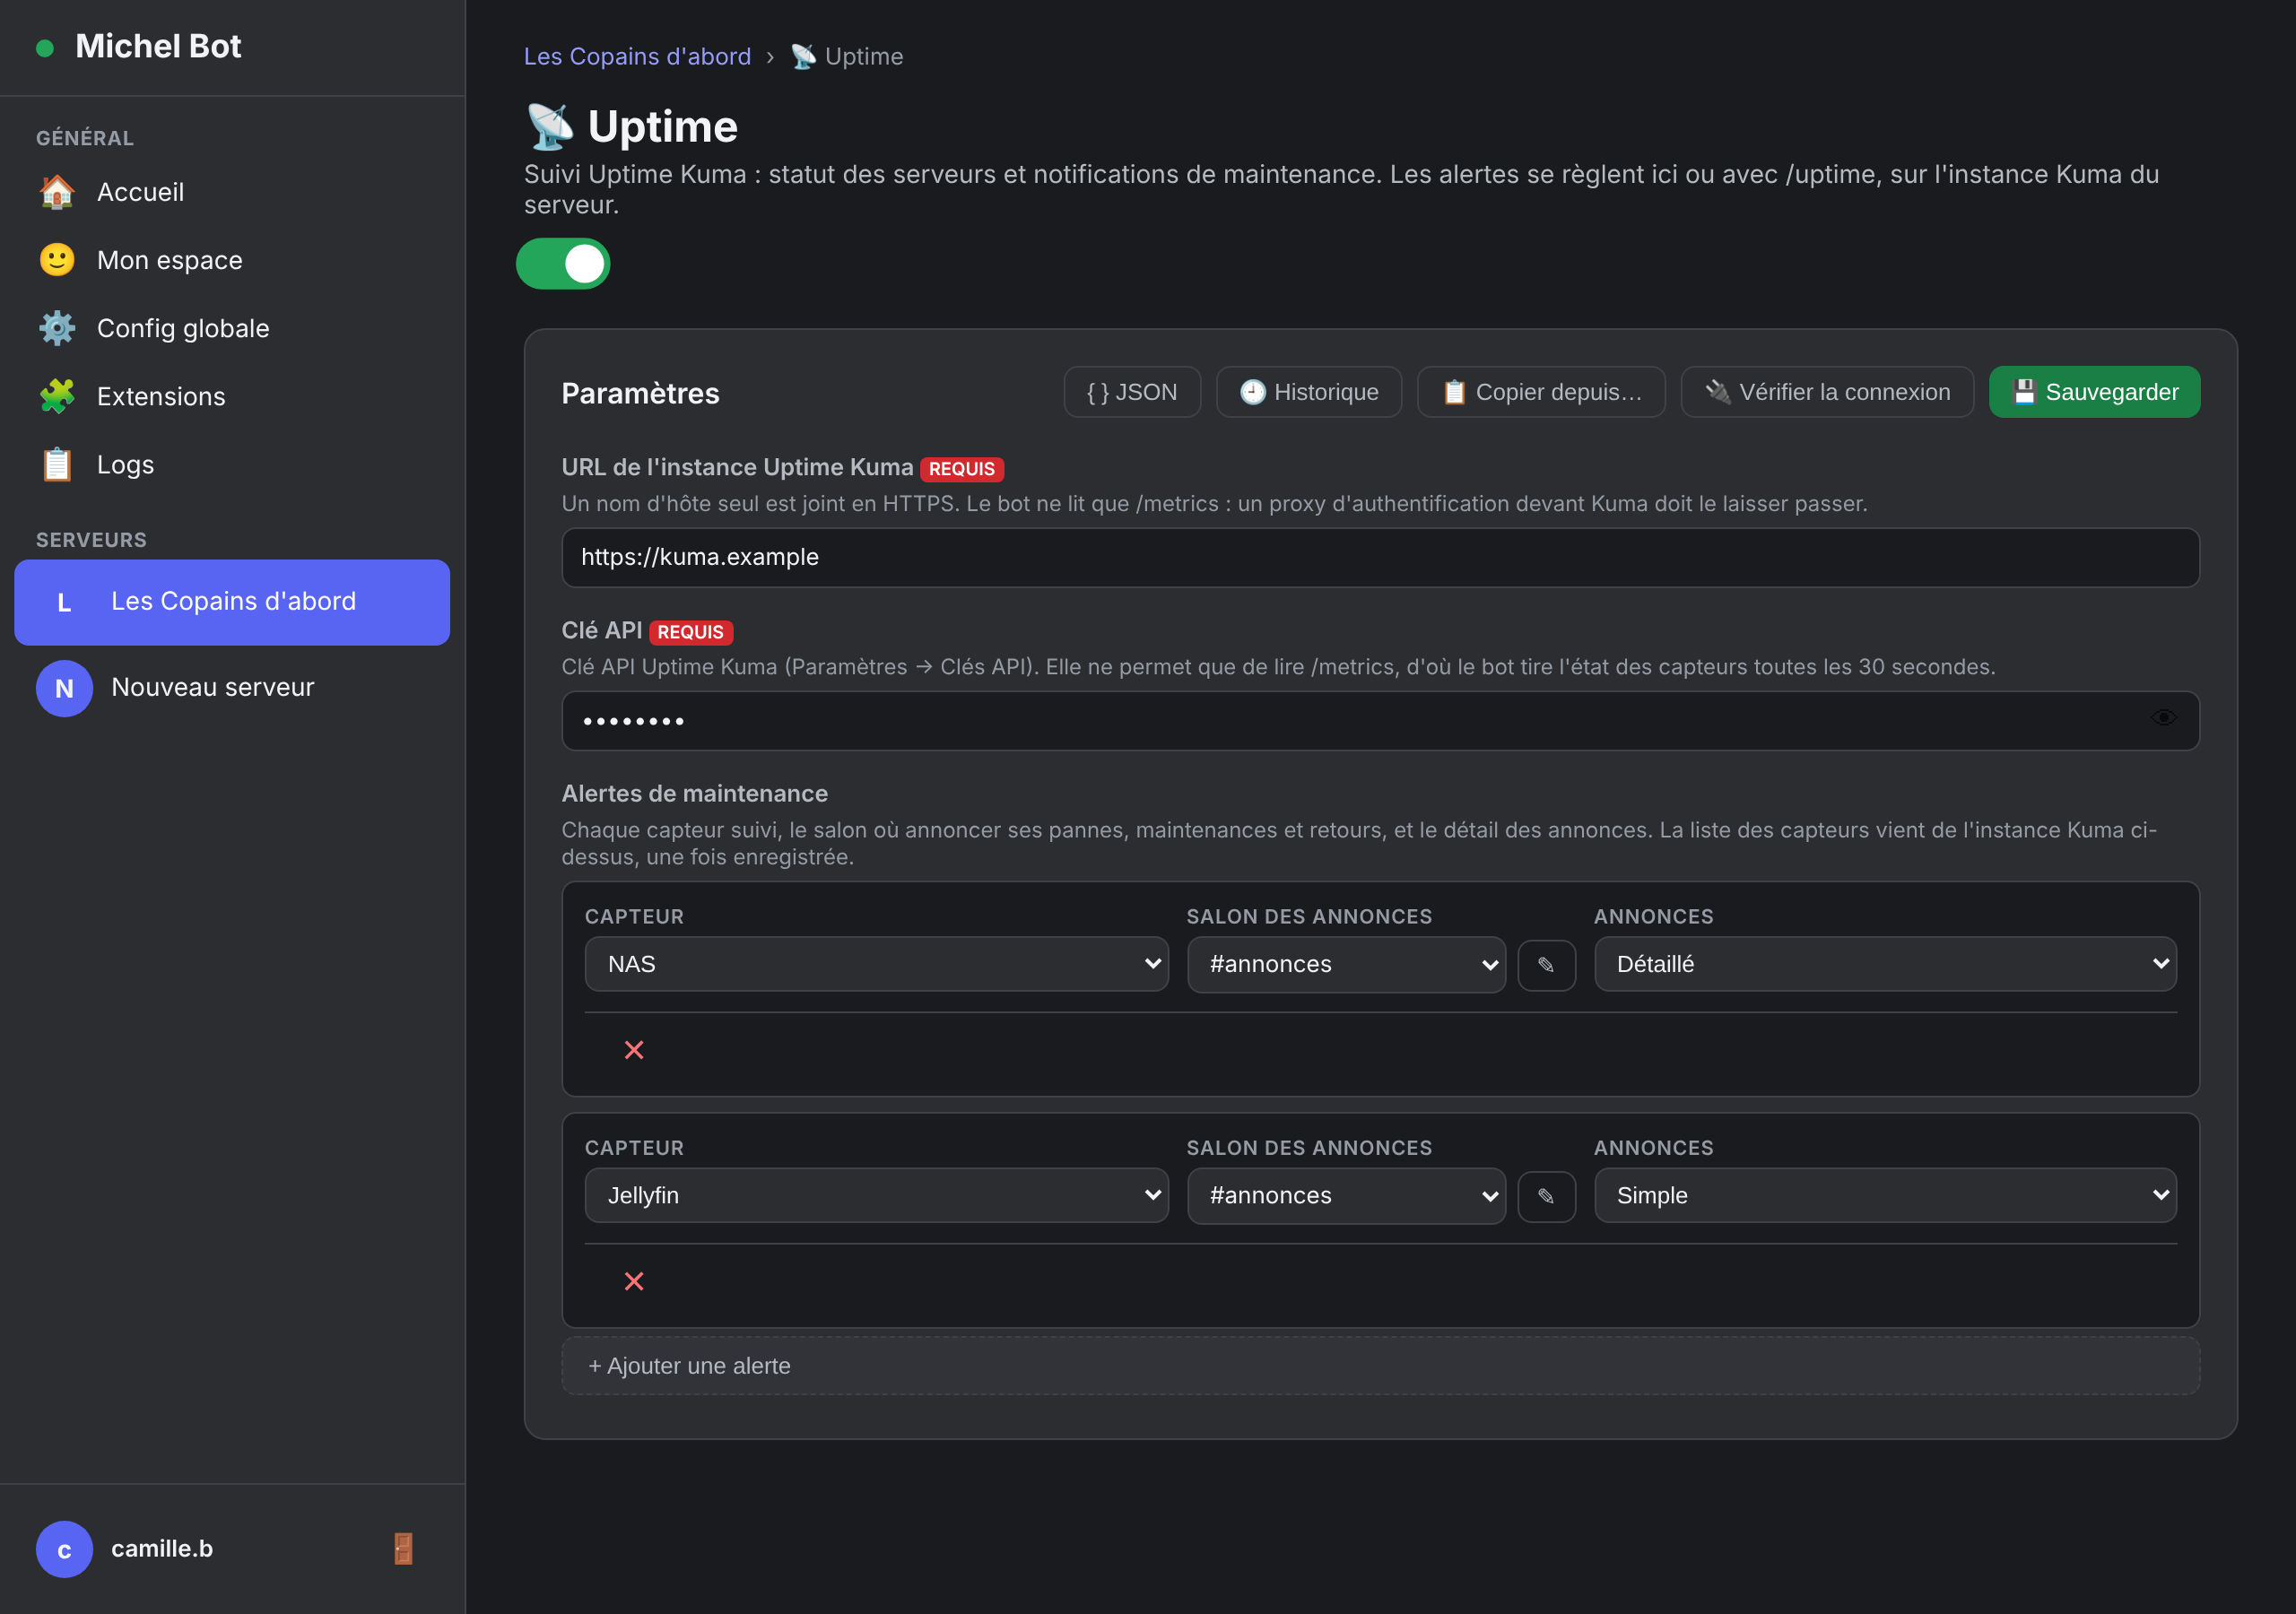 Michel Bot
GÉNÉRAL
Accueil
Mon espace
Config globale
Extensions
Logs
SERVEURS
L Les Copains d'abord
N Nouveau serveur
c camille.b
Les Copains d'abord › Uptime
Uptime
Suivi Uptime Kuma : statut des serveurs et notifications de maintenance. Les alertes se règlent ici ou avec /uptime, sur l'instance Kuma du
serveur.
Paramètres
{ } JSON
Historique
Copier depuis…
Vérifier la connexion
Sauvegarder
URL de l'instance Uptime Kuma REQUIS
Un nom d'hôte seul est joint en HTTPS. Le bot ne lit que /metrics : un proxy d'authentification devant Kuma doit le laisser passer.
https://kuma.example
Clé API REQUIS
Clé API Uptime Kuma (Paramètres → Clés API). Elle ne permet que de lire /metrics, d'où le bot tire l'état des capteurs toutes les 30 secondes.
••••••••
Alertes de maintenance
Chaque capteur suivi, le salon où annoncer ses pannes, maintenances et retours, et le détail des annonces. La liste des capteurs vient de l'instance Kuma ci-
dessus, une fois enregistrée.
CAPTEUR SALON DES ANNONCES ANNONCES
NAS #annonces Détaillé
CAPTEUR SALON DES ANNONCES ANNONCES
Jellyfin #annonces Simple
+ Ajouter une alerte